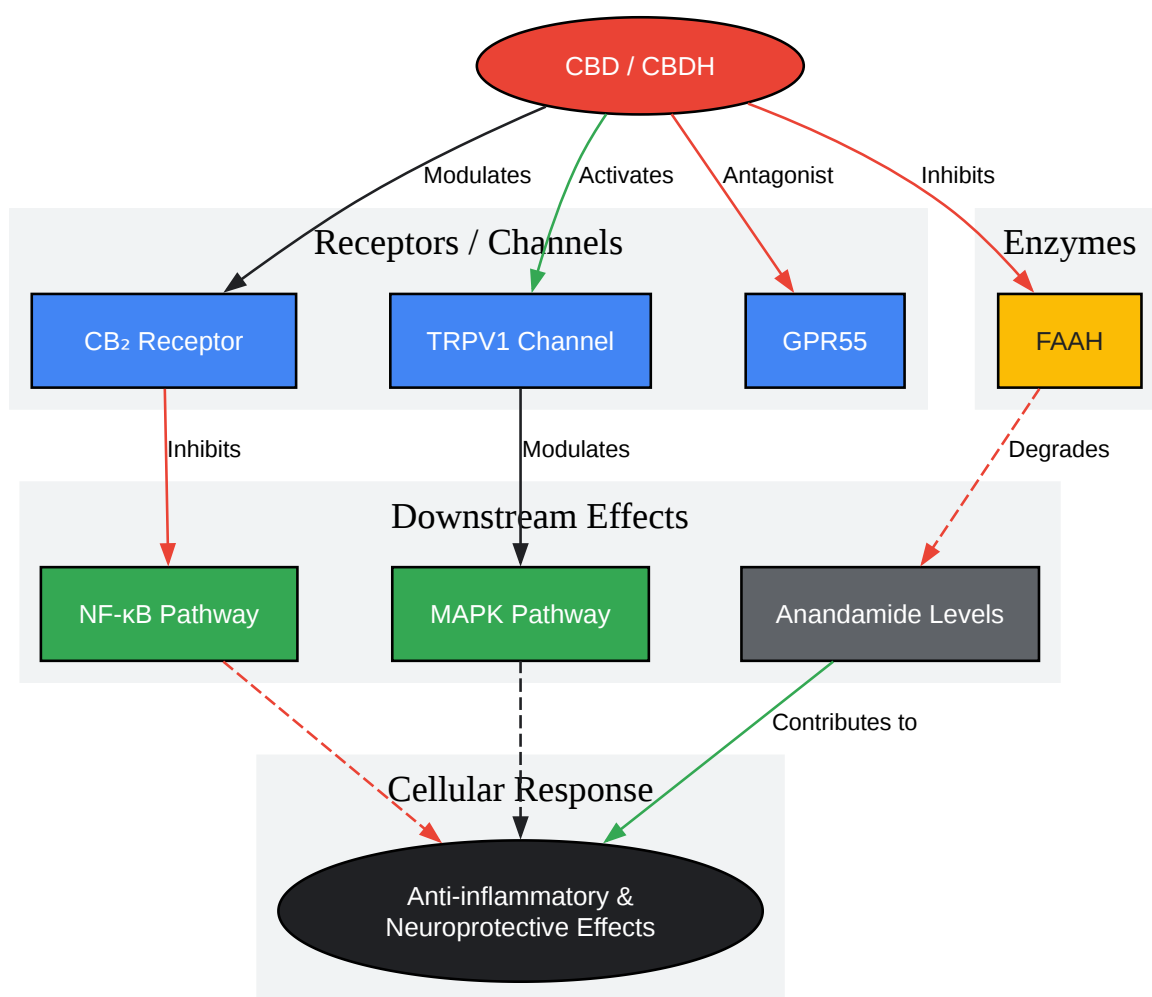 CBD / CBDH
Modulates
Activates
Antagonist
Inhibits
Receptors / Channels
Enzymes
CB₂ Receptor
TRPV1 Channel
GPR55
FAAH
Inhibits
Modulates
Degrades
Downstream Effects
NF-κB Pathway
MAPK Pathway
Anandamide Levels
Contributes to
Cellular Response
Anti-inflammatory &
Neuroprotective Effects